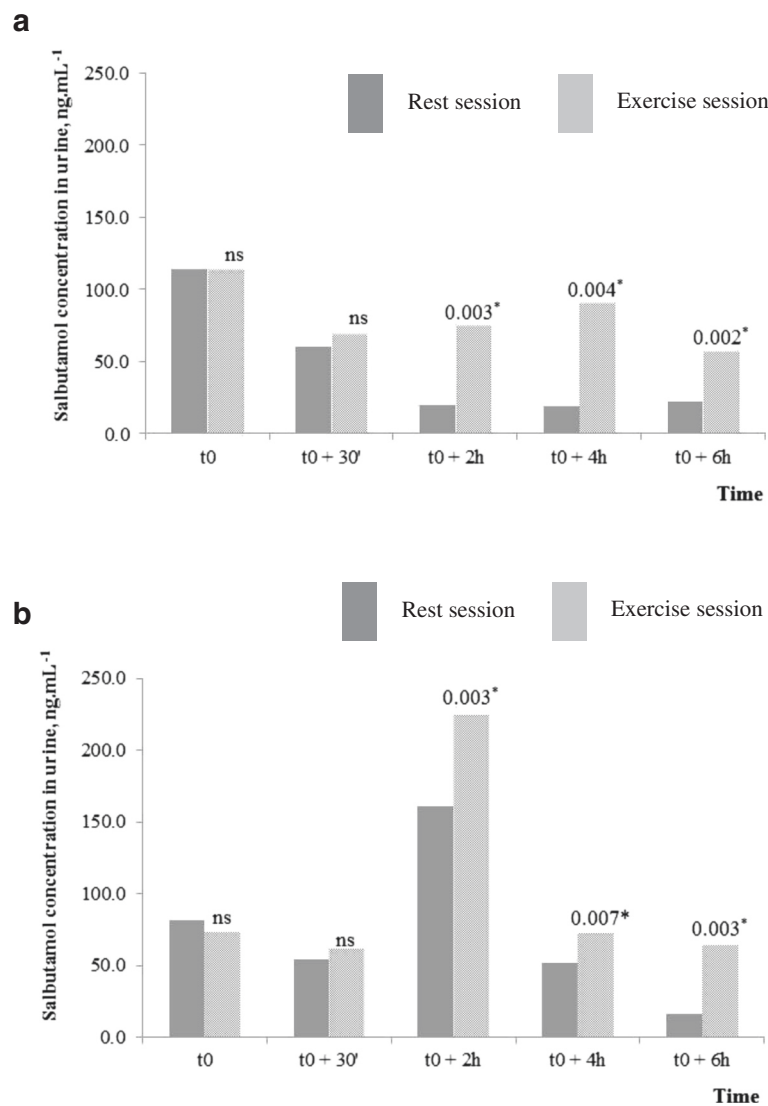 a
Salbutamol concentration in urine, ng.mL-1
250.0
200.0
150.0
100.0
50.0
0.0
Rest session
Exercise session
ns
ns
0.003*
0.004*
0.002*
t0
t0 + 30'
t0 + 2h
t0 + 4h
t0 + 6h
Time
b
Rest session
Exercise session
Salbutamol concentration in urine, ng.mL-1
250.0
200.0
150.0
100.0
50.0
0.0
ns
ns
0.003*
0.007*
0.003*
t0
t0 + 30'
t0 + 2h
t0 + 4h
t0 + 6h
Time